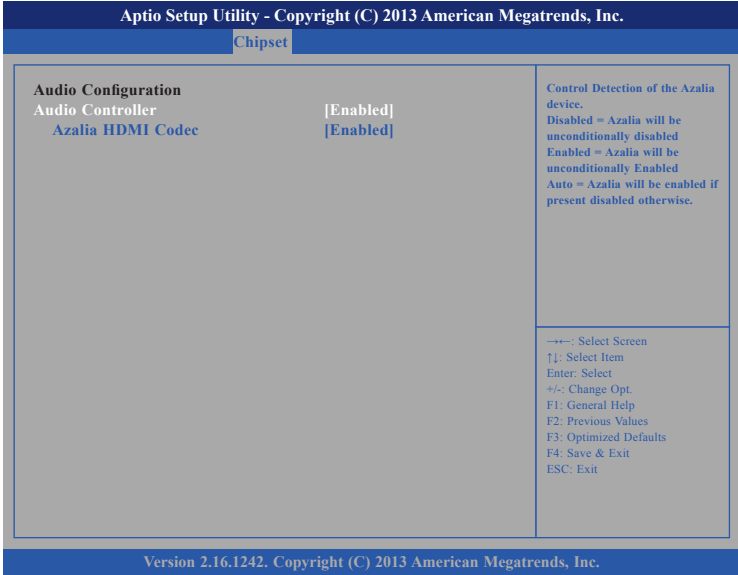 Aptio Setup Utility - Copyright (C) 2013 American Megatrends, Inc.
Chipset
Audio Configuration
Audio Controller [Enabled]
Azalia HDMI Codec [Enabled]
Control Detection of the Azalia
device.
Disabled = Azalia will be
unconditionally disabled
Enabled = Azalia will be
unconditionally Enabled
Auto = Azalia will be enabled if
present disabled otherwise.
→←: Select Screen
↑↓: Select Item
Enter: Select
+/-: Change Opt.
F1: General Help
F2: Previous Values
F3: Optimized Defaults
F4: Save & Exit
ESC: Exit
Version 2.16.1242. Copyright (C) 2013 American Megatrends, Inc.